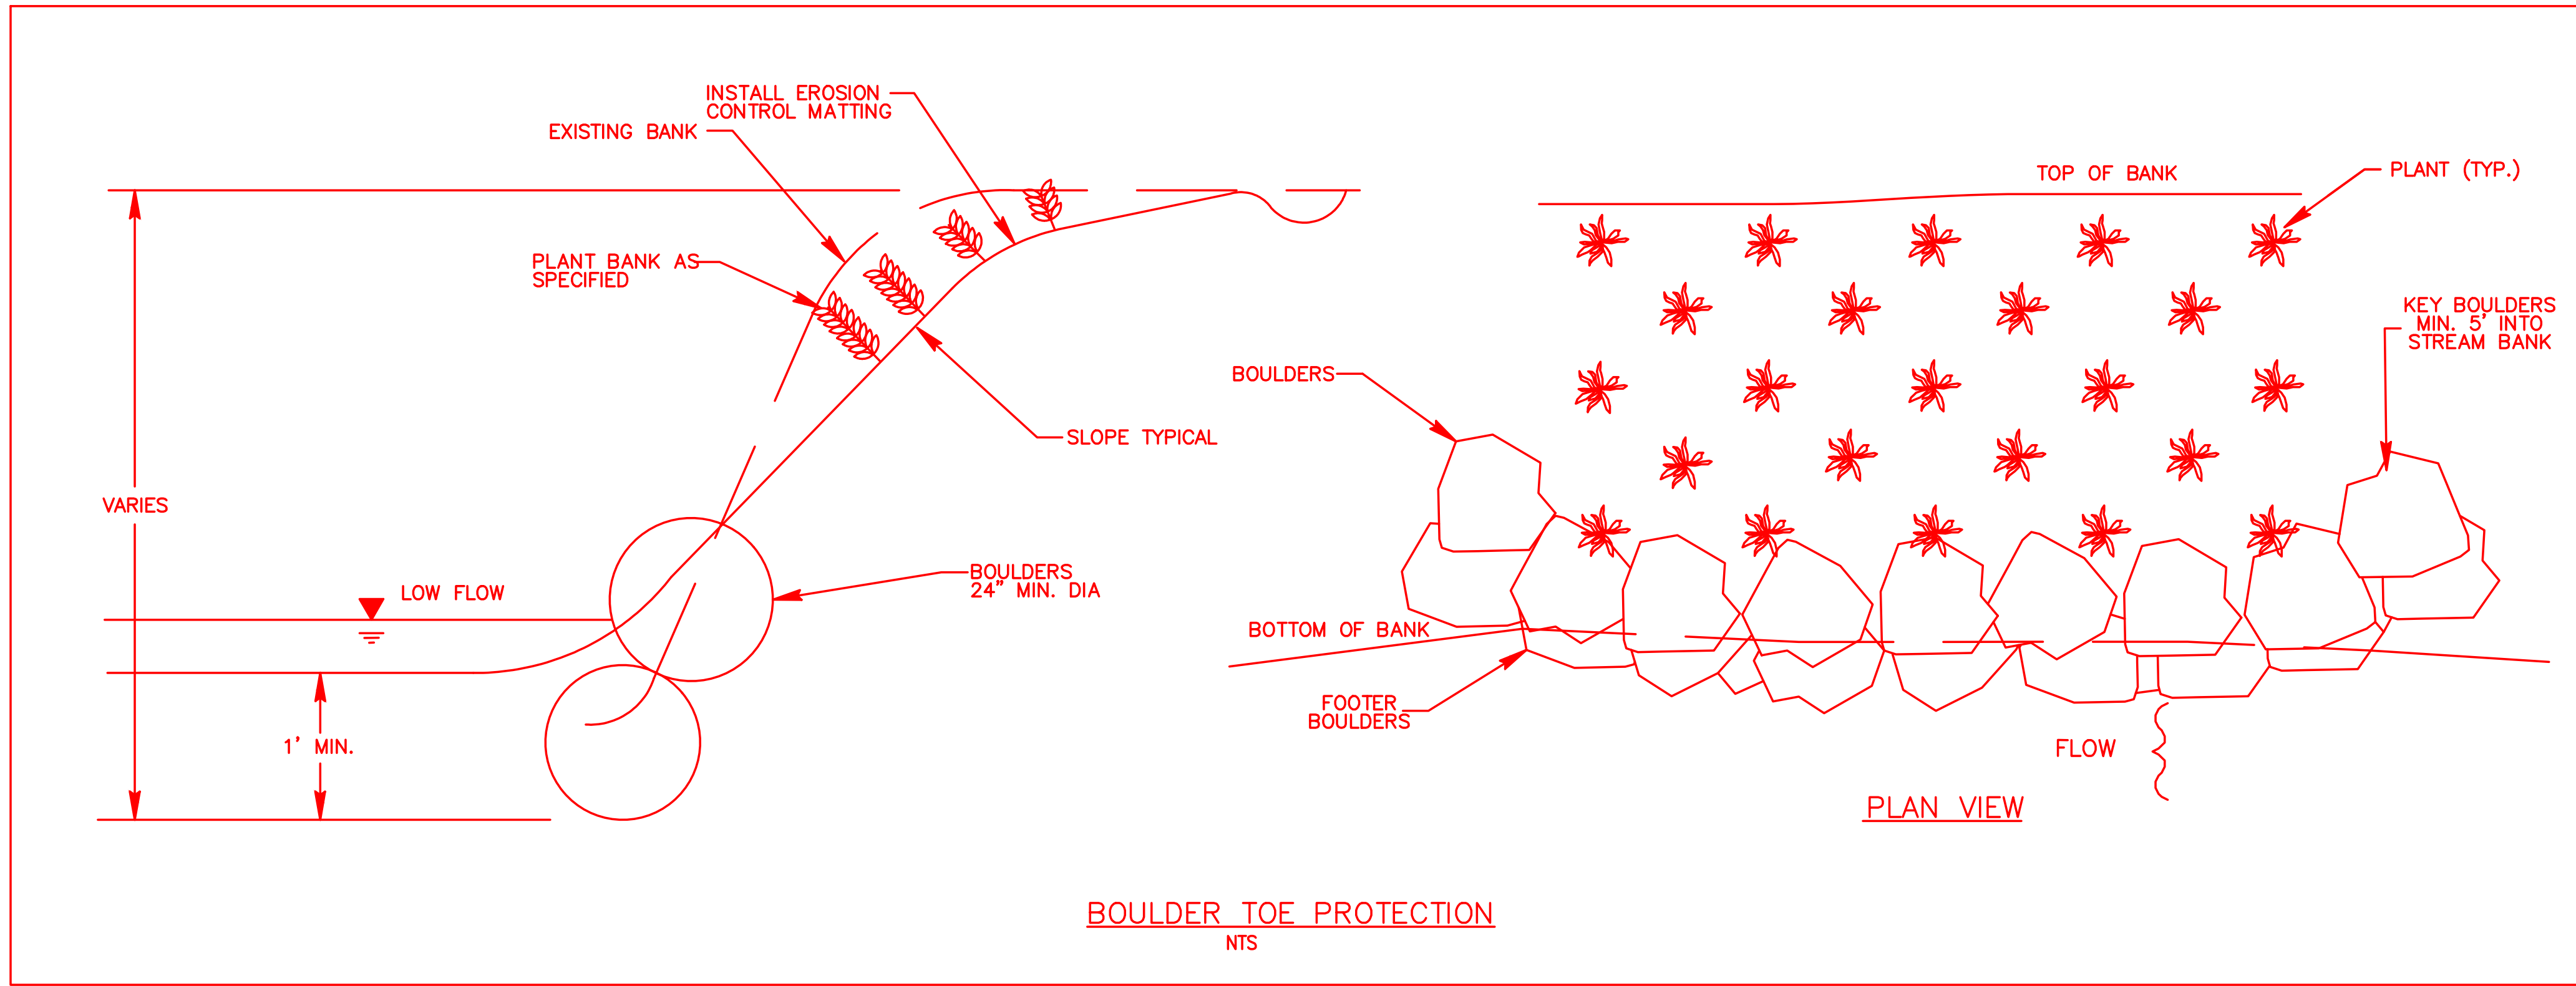 INSTALL EROSION
CONTROL MATTING
EXISTING BANK
PLANT BANK AS
SPECIFIED
SLOPE TYPICAL
VARIES
LOW FLOW
BOULDERS
24" MIN. DIA
1' MIN.
TOP OF BANK
PLANT (TYP.)
KEY BOULDERS
MIN. 5' INTO
STREAM BANK
BOULDERS
BOTTOM OF BANK
FOOTER
BOULDERS
FLOW
PLAN VIEW
BOULDER TOE PROTECTION
NTS